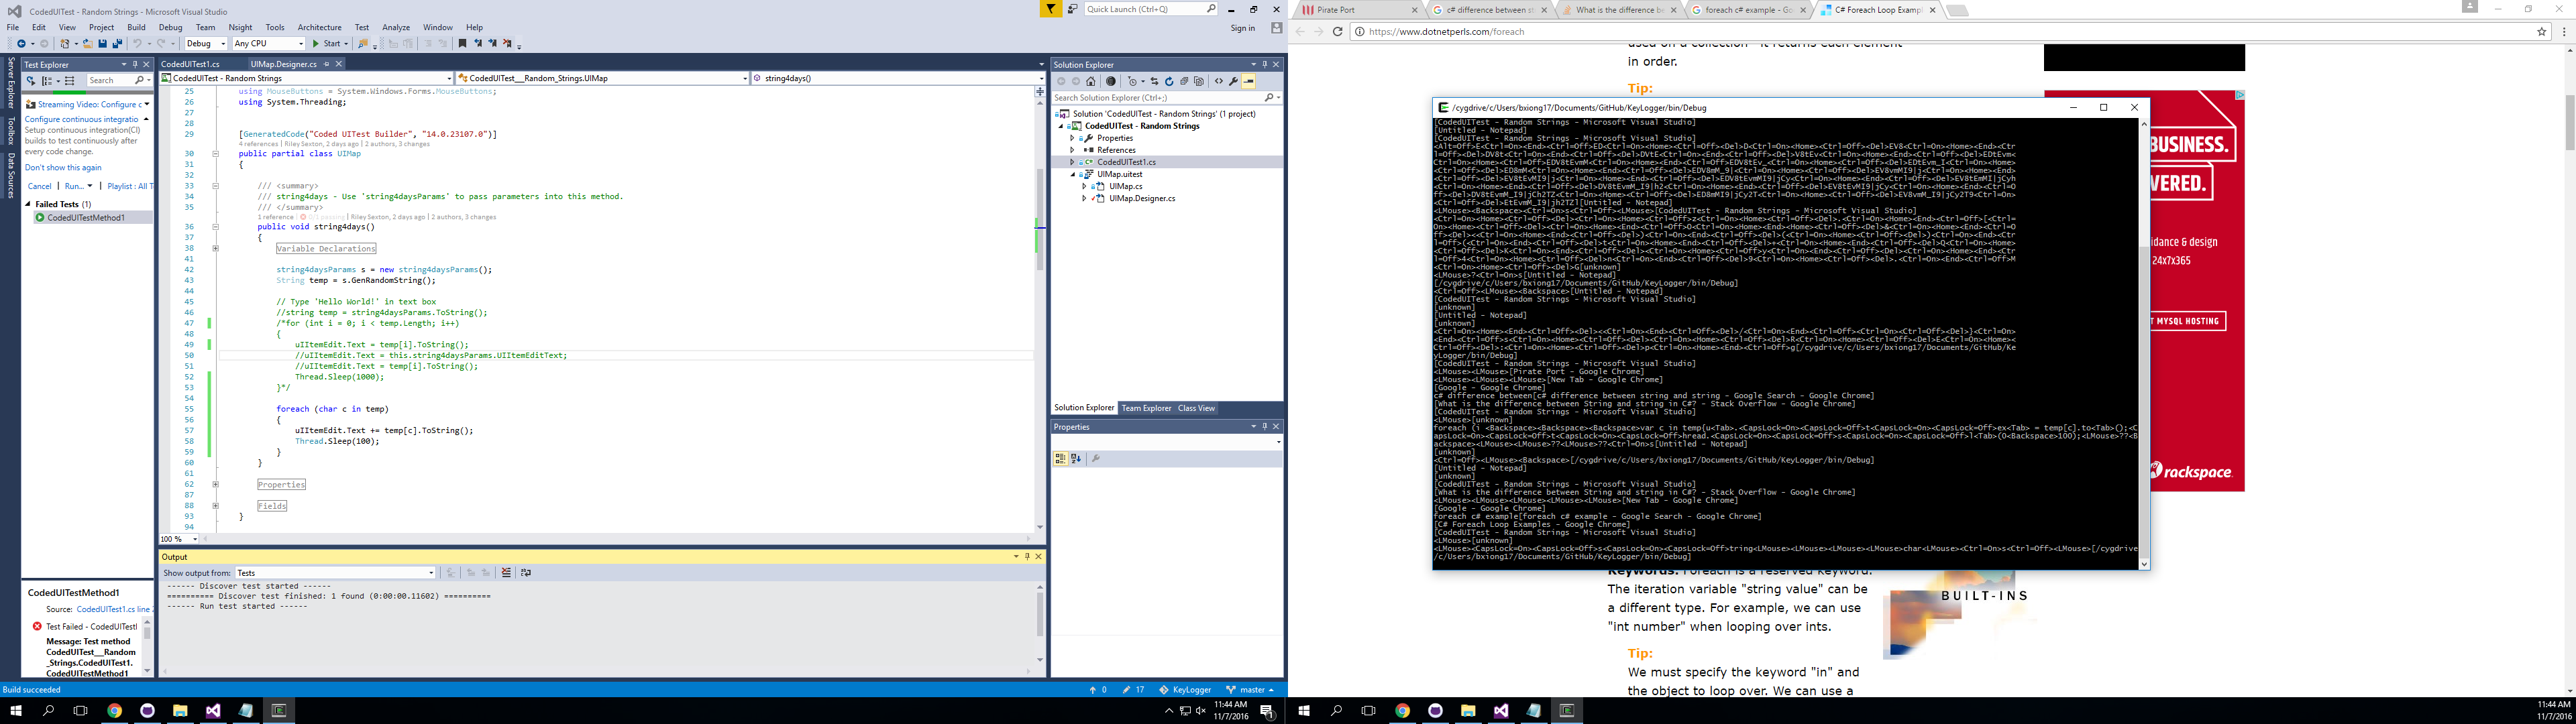 CodedUITest - Random Strings - Microsoft Visual Studio
Quick Launch (Ctrl+Q)
File Edit View Project Build Debug Team Nsight Tools Architecture Test Analyze Window Help
Sign in
Debug Any CPU Start
Server Explorer
Toolbox
Data Sources
Test Explorer
Search
Streaming Video: Configure c
Configure continuous integratio
Setup continuous integration(CI)
builds to test continuously after
every code change.
Don't show this again
Cancel | Run... | Playlist : All T
Failed Tests (1)
CodedUITestMethod1
CodedUITestMethod1
Source: CodedUITest1.cs line
Test Failed - CodedUITestI
Message: Test method
CodedUITest___Rando
_Strings.CodedUITest1.
CodedUITestMethod1
CodedUITest1.cs UIMap.Designer.cs
CodedUITest - Random Strings CodedUITest___Random_Strings.UIMap string4days()
25 using MouseButtons = System.Windows.Forms.MouseButtons;
26 using System.Threading;
27
28
29 [GeneratedCode("Coded UITest Builder", "14.0.23107.0")]
4 references | Riley Sexton, 2 days ago | 2 authors, 3 changes
30 public partial class UIMap
31 {
32
33 /// <summary>
34 /// string4days - Use 'string4daysParams' to pass parameters into this method.
35 /// </summary>
1 reference | 0/1 passing | Riley Sexton, 2 days ago | 2 authors, 3 changes
36 public void string4days()
37 {
38 Variable Declarations
41
42 string4daysParams s = new string4daysParams();
43 String temp = s.GenRandomString();
44
45 // Type 'Hello World!' in text box
46 //string temp = string4daysParams.ToString();
47 /*for (int i = 0; i < temp.Length; i++)
48 {
49 uIItemEdit.Text = temp[i].ToString();
50 //uIItemEdit.Text = this.string4daysParams.UIItemEditText;
51 //uIItemEdit.Text = temp[i].ToString();
52 Thread.Sleep(1000);
53 }*/
54
55 foreach (char c in temp)
56 {
57 uIItemEdit.Text += temp[c].ToString();
58 Thread.Sleep(100);
59 }
60 }
61
62 Properties
87
88 Fields
93 }
94
100 %
Output
Show output from: Tests
------ Discover test started ------
========== Discover test finished: 1 found (0:00:00.11602) ==========
------ Run test started ------
Solution Explorer
Search Solution Explorer (Ctrl+;)
Solution 'CodedUITest - Random Strings' (1 project)
CodedUITest - Random Strings
Properties
References
CodedUITest1.cs
UIMap.uitest
UIMap.cs
UIMap.Designer.cs
Solution Explorer Team Explorer Class View
Properties
Build succeeded
0 17 KeyLogger master
11:44 AM
11/7/2016
Pirate Port
c# difference between st
What is the difference be
foreach c# example - Go
C# Foreach Loop Exampl
https://www.dotnetperls.com/foreach
used on a collection
it returns each element
in order.
Tip:
/cygdrive/c/Users/bxiong17/Documents/GitHub/KeyLogger/bin/Debug
[CodedUITest - Random Strings - Microsoft Visual Studio]
[Untitled - Notepad]
[CodedUITest - Random Strings - Microsoft Visual Studio]
[/cygdrive/c/Users/bxiong17/Documents/GitHub/KeyLogger/bin/Debug]
<Ctrl=Off><LMouse><Backspace>[Untitled - Notepad]
[CodedUITest - Random Strings - Microsoft Visual Studio]
[unknown]
[Untitled - Notepad]
[unknown]
yLogger/bin/Debug]
[CodedUITest - Random Strings - Microsoft Visual Studio]
<LMouse><LMouse>[Pirate Port - Google Chrome]
<LMouse><LMouse><LMouse>[New Tab - Google Chrome]
[Google - Google Chrome]
c# difference between[c# difference between string and string - Google Search - Google Chrome]
[What is the difference between String and string in C#? - Stack Overflow - Google Chrome]
[CodedUITest - Random Strings - Microsoft Visual Studio]
<LMouse>[unknown]
[unknown]
<Ctrl=Off><LMouse><Backspace>[/cygdrive/c/Users/bxiong17/Documents/GitHub/KeyLogger/bin/Debug]
[Untitled - Notepad]
[unknown]
[CodedUITest - Random Strings - Microsoft Visual Studio]
[What is the difference between String and string in C#? - Stack Overflow - Google Chrome]
<LMouse><LMouse><LMouse><LMouse><LMouse>[New Tab - Google Chrome]
[Google - Google Chrome]
foreach c# example[foreach c# example - Google Search - Google Chrome]
[C# Foreach Loop Examples - Google Chrome]
[CodedUITest - Random Strings - Microsoft Visual Studio]
<LMouse>[unknown]
<LMouse><CapsLock=On><CapsLock=Off>s<CapsLock=On><CapsLock=Off>tring<LMouse><LMouse><LMouse><LMouse>char<LMouse><Ctrl=On>s<Ctrl=Off><LMouse>[/cygdrive
/c/Users/bxiong17/Documents/GitHub/KeyLogger/bin/Debug]
BUSINESS.
VERED.
idance & design
24x7x365
MYSQL HOSTING
rackspace
Keywords: Foreach is a reserved keyword.
The iteration variable "string value" can be
a different type. For example, we can use
"int number" when looping over ints.
BUILT-INS
Tip:
We must specify the keyword "in" and
the object to loop over. We can use a
11:44 AM
11/7/2016